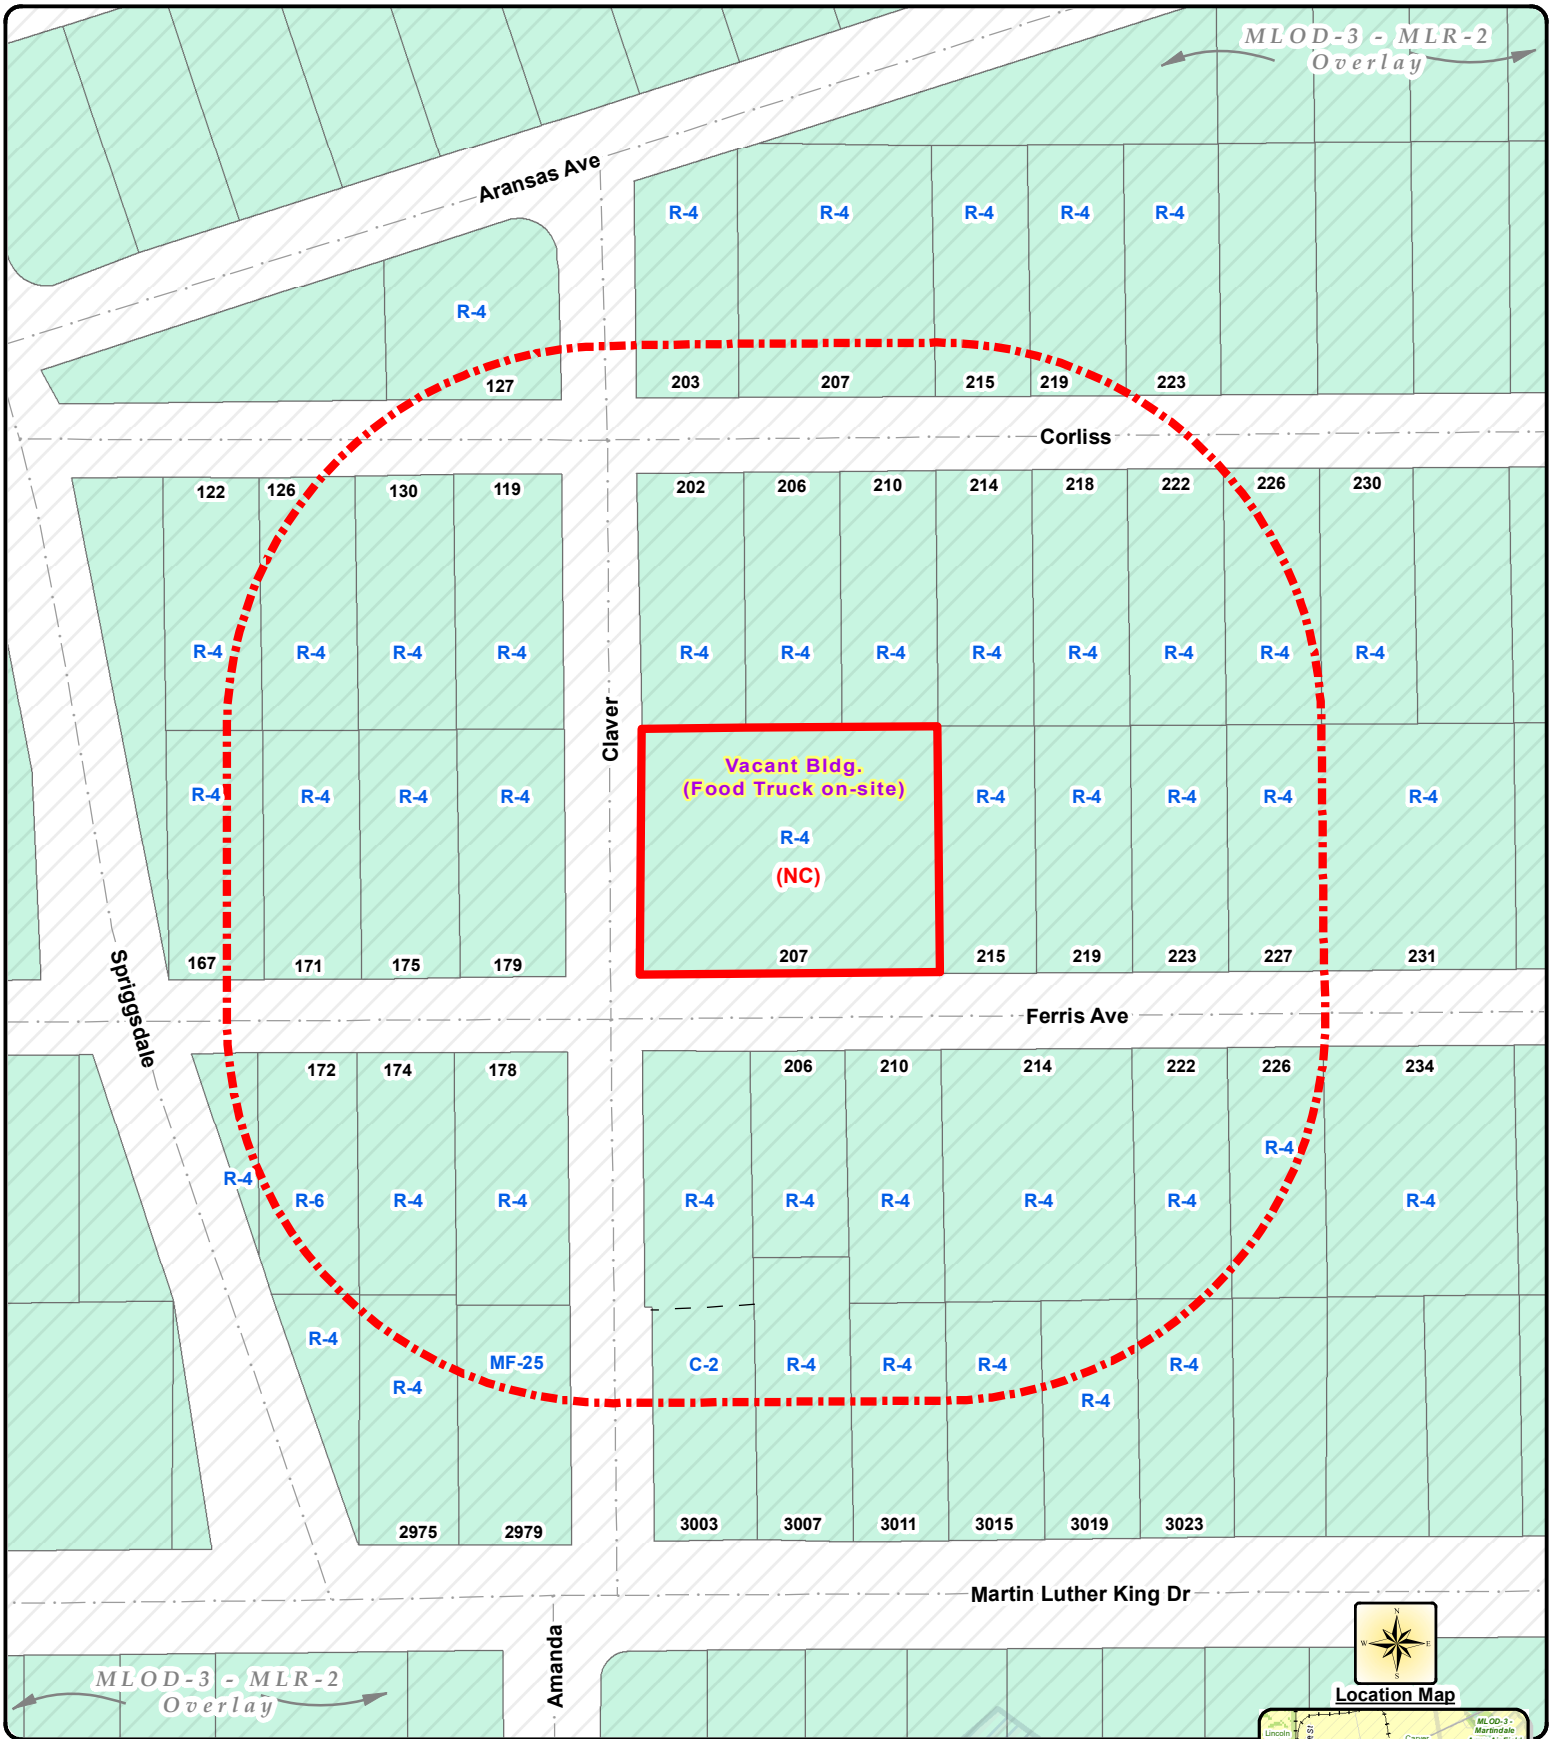 MLOD-3 - MLR-2
Overlay
Aransas Ave
R-4
R-4
R-4
R-4
R-4
R-4
127
203
207
215
219
223
Corliss
122
126
130
119
202
206
210
214
218
222
226
230
R-4
R-4
R-4
R-4
R-4
R-4
R-4
R-4
R-4
R-4
R-4
R-4
Claver
Vacant Bldg.
(Food Truck on-site)
R-4
R-4
R-4
R-4
R-4
R-4
R-4
R-4
R-4
R-4
(NC)
167
171
175
179
207
215
219
223
227
231
Spriggsdale
Ferris Ave
172
174
178
206
210
214
222
226
234
R-4
R-4
R-6
R-4
R-4
R-4
R-4
R-4
R-4
R-4
R-4
R-4
R-4
MF-25
C-2
R-4
R-4
R-4
R-4
R-4
2975
2979
3003
3007
3011
3015
3019
3023
Martin Luther King Dr
Amanda
MLOD-3 - MLR-2
Overlay
N
W
E
S
Location Map
Lincoln
MLOD-3 -
Martindale